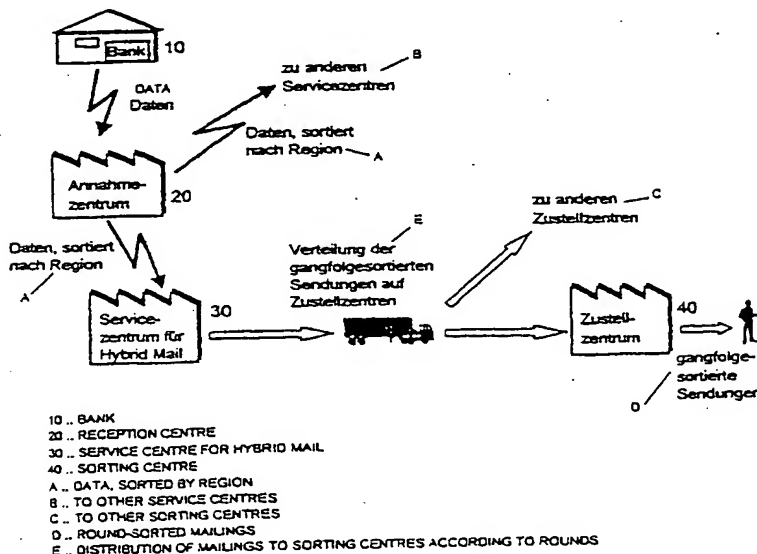 Bank 10
DATA
Daten
zu anderen
Servicezentren
B
Daten, sortiert
nach Region
A
Annahme-
zentrum
20
Daten, sortiert
nach Region
A
Service-
zentrum für
Hybrid Mail
30
E
Verteilung der
gangfolgesortierten
Sendungen auf
Zustellzentren
zu anderen
Zustellzentren
C
Zustell-
zentrum
40
gangfolge-
sortierte
Sendungen
D
10 .. BANK
20 .. RECEPTION CENTRE
30 .. SERVICE CENTRE FOR HYBRID MAIL
40 .. SORTING CENTRE
A .. DATA, SORTED BY REGION
B .. TO OTHER SERVICE CENTRES
C .. TO OTHER SORTING CENTRES
D .. ROUND-SORTED MAILINGS
E .. DISTRIBUTION OF MAILINGS TO SORTING CENTRES ACCORDING TO ROUNDS